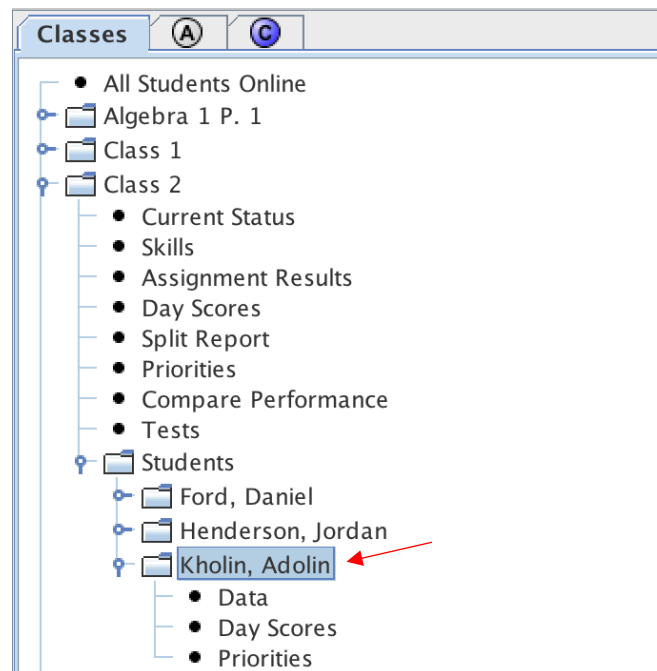 Classes A C
All Students Online
Algebra 1 P. 1
Class 1
Class 2
Current Status
Skills
Assignment Results
Day Scores
Split Report
Priorities
Compare Performance
Tests
Students
Ford, Daniel
Henderson, Jordan
Kholin, Adolin
Data
Day Scores
Priorities